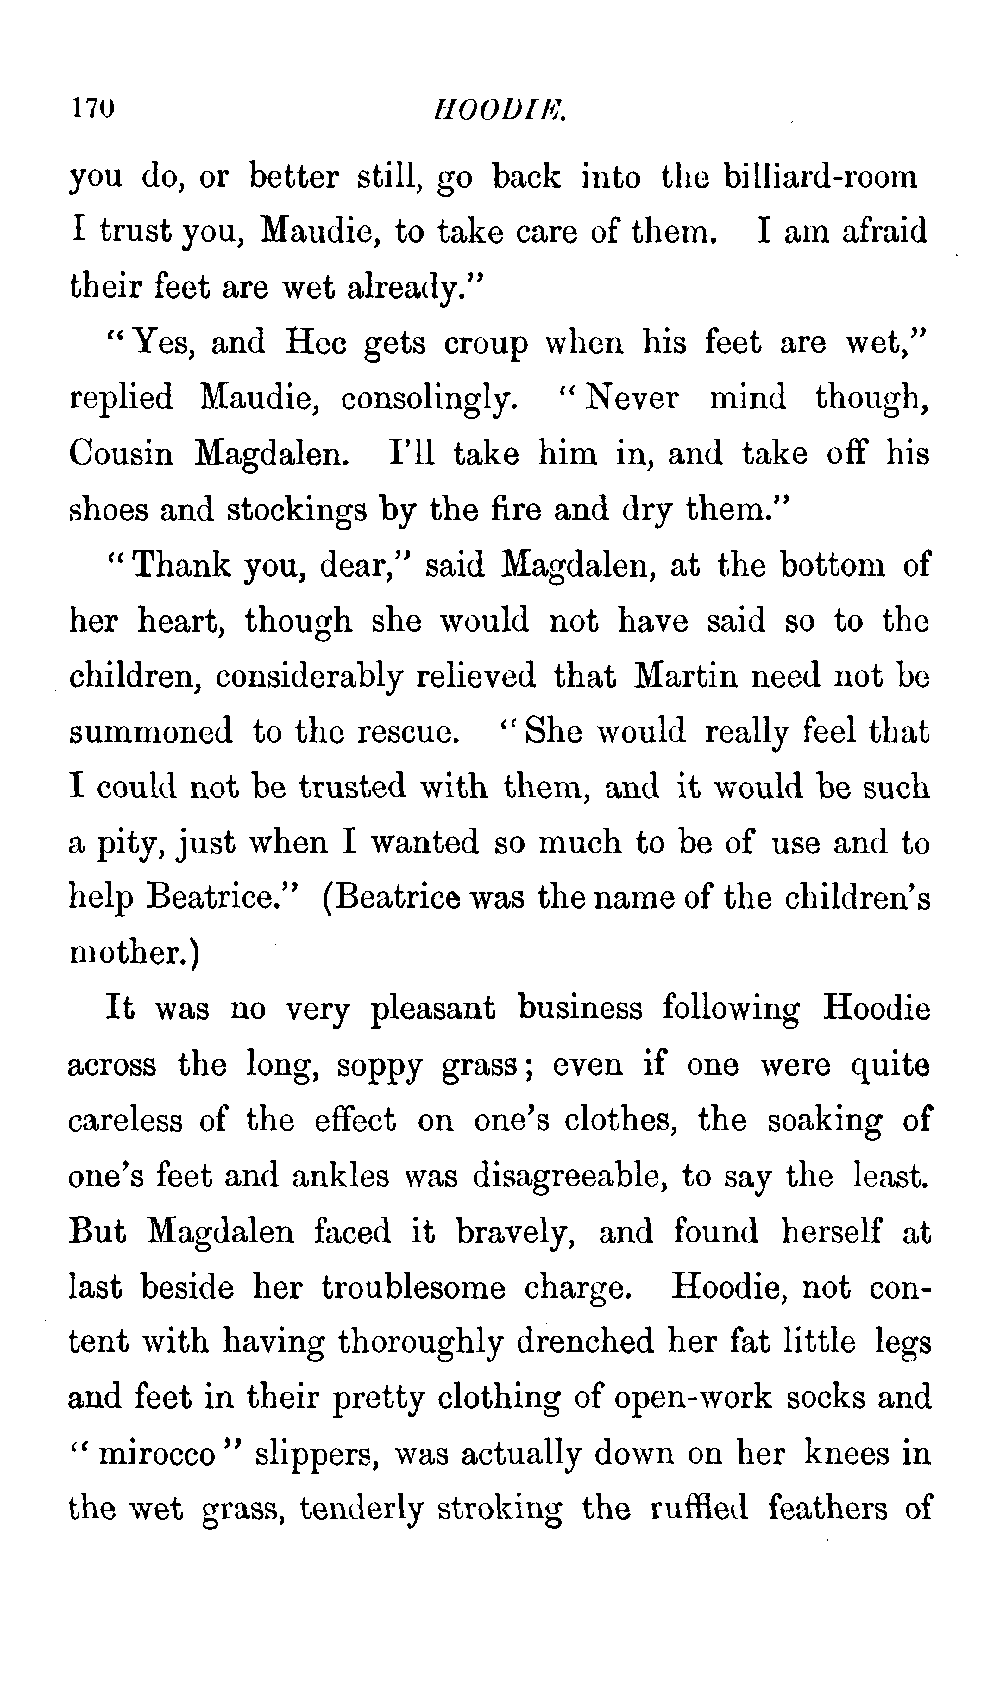 170 HOODIE.
you do, or better still, go back into the billiard-room
I trust you, Maudie, to take care of them. I am afraid
their feet are wet already."
"Yes, and Hec gets croup when his feet are wet,"
replied Maudie, consolingly. "Never mind though,
Cousin Magdalen. I'll take him in, and take off his
shoes and stockings by the fire and dry them."
"Thank you, dear," said Magdalen, at the bottom of
her heart, though she would not have said so to the
children, considerably relieved that Martin need not be
summoned to the rescue. "She would really feel that
I could not be trusted with them, and it would be such
a pity, just when I wanted so much to be of use and to
help Beatrice." (Beatrice was the name of the children's
mother.)
It was no very pleasant business following Hoodie
across the long, soppy grass; even if one were quite
careless of the effect on one's clothes, the soaking of
one's feet and ankles was disagreeable, to say the least.
But Magdalen faced it bravely, and found herself at
last beside her troublesome charge. Hoodie, not con-
tent with having thoroughly drenched her fat little legs
and feet in their pretty clothing of open-work socks and
"mirocco" slippers, was actually down on her knees in
the wet grass, tenderly stroking the ruffled feathers of